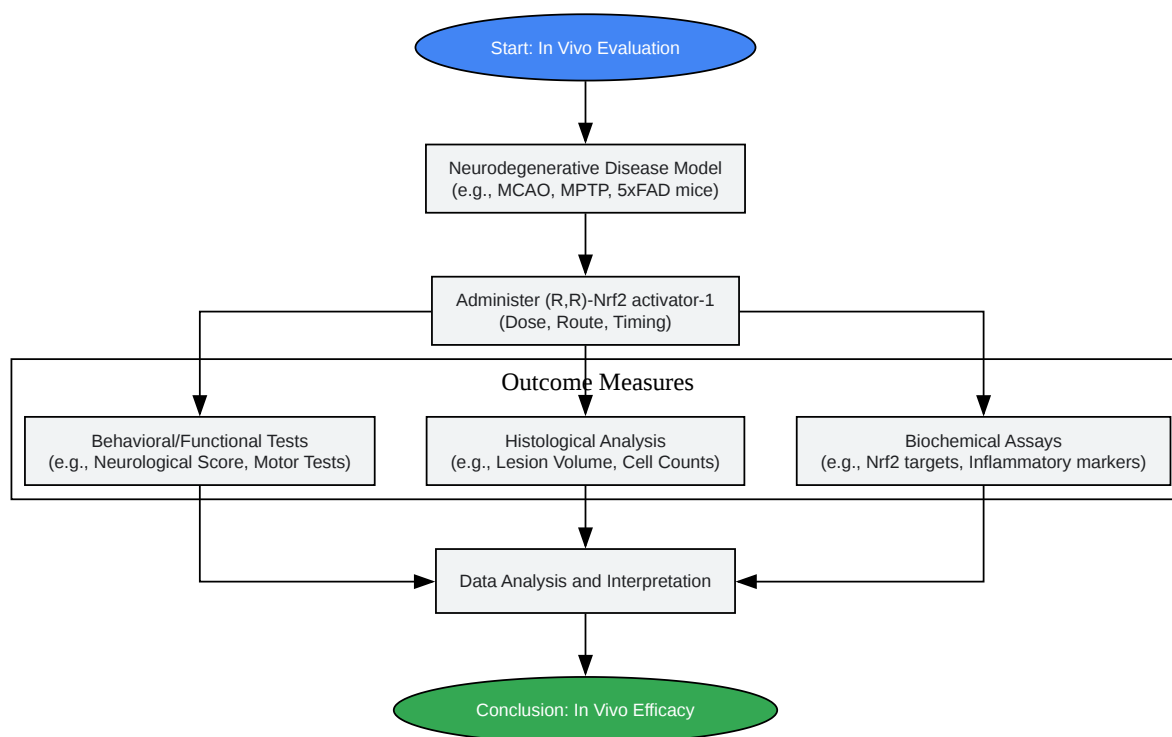 Start: In Vivo Evaluation
Neurodegenerative Disease Model
(e.g., MCAO, MPTP, 5xFAD mice)
Administer (R,R)-Nrf2 activator-1
(Dose, Route, Timing)
Outcome Measures
Behavioral/Functional Tests
(e.g., Neurological Score, Motor Tests)
Histological Analysis
(e.g., Lesion Volume, Cell Counts)
Biochemical Assays
(e.g., Nrf2 targets, Inflammatory markers)
Data Analysis and Interpretation
Conclusion: In Vivo Efficacy